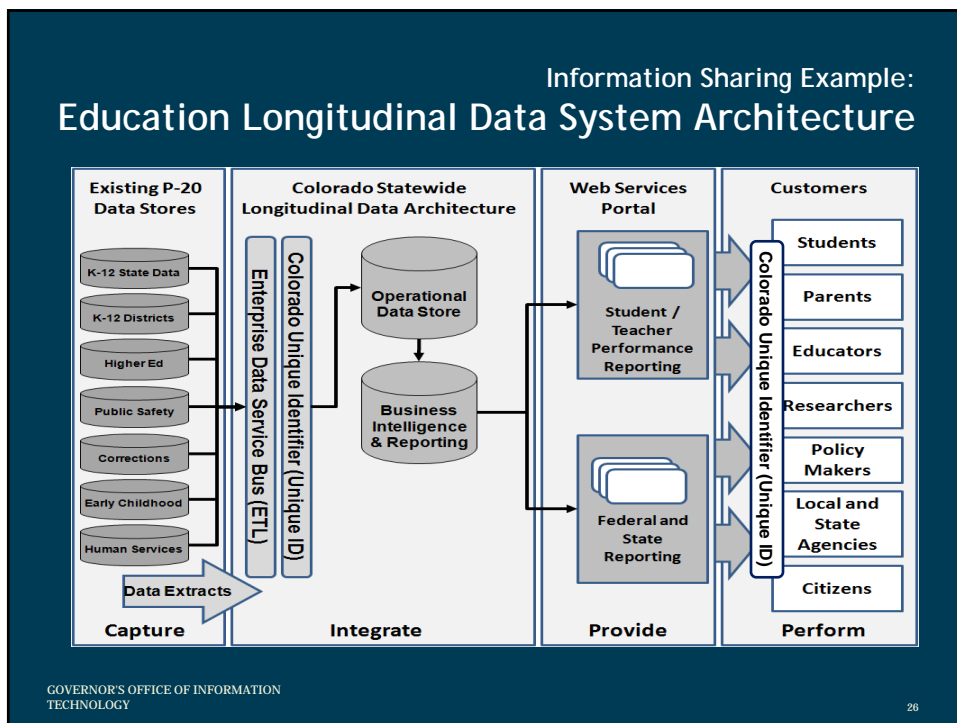 Information Sharing Example:
Education Longitudinal Data System Architecture
Existing P-20
Data Stores
K-12 State Data
K-12 Districts
Higher Ed
Public Safety
Corrections
Early Childhood
Human Services
Data Extracts
Capture
Colorado Statewide
Longitudinal Data Architecture
Enterprise Data Service Bus (ETL)
Colorado Unique Identifier (Unique ID)
Operational
Data Store
Business
Intelligence
& Reporting
Integrate
Web Services
Portal
Student /
Teacher
Performance
Reporting
Federal and
State
Reporting
Provide
Customers
Colorado Unique Identifier (Unique ID)
Students
Parents
Educators
Researchers
Policy
Makers
Local and
State
Agencies
Citizens
Perform
GOVERNOR'S OFFICE OF INFORMATION
TECHNOLOGY
26